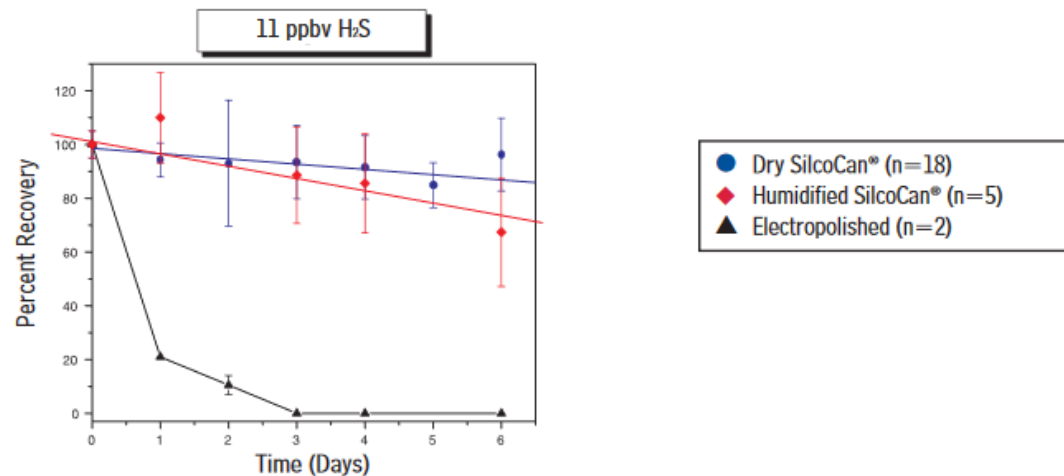 11 ppbv H₂S
Percent Recovery
120
100
80
60
40
20
0
0 1 2 3 4 5 6
Time (Days)
Dry SilcoCan® (n=18)
Humidified SilcoCan® (n=5)
Electropolished (n=2)